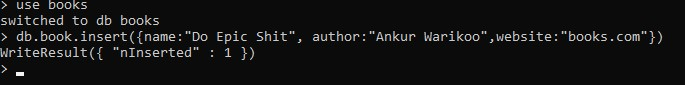 > use books
switched to db books
> db.book.insert({name:"Do Epic Shit", author:"Ankur Warikoo",website:"books.com"})
WriteResult({ "nInserted" : 1 })
>